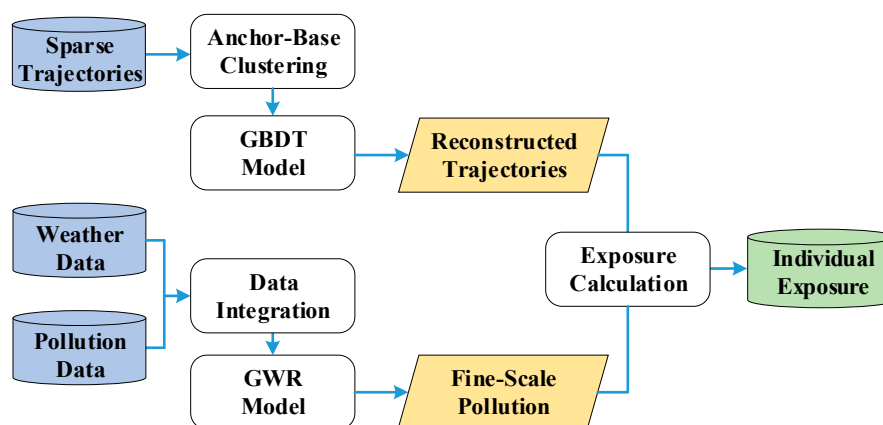 Sparse
Trajectories
Anchor-Base
Clustering
GBDT
Model
Reconstructed
Trajectories
Weather
Data
Pollution
Data
Data
Integration
GWR
Model
Fine-Scale
Pollution
Exposure
Calculation
Individual
Exposure